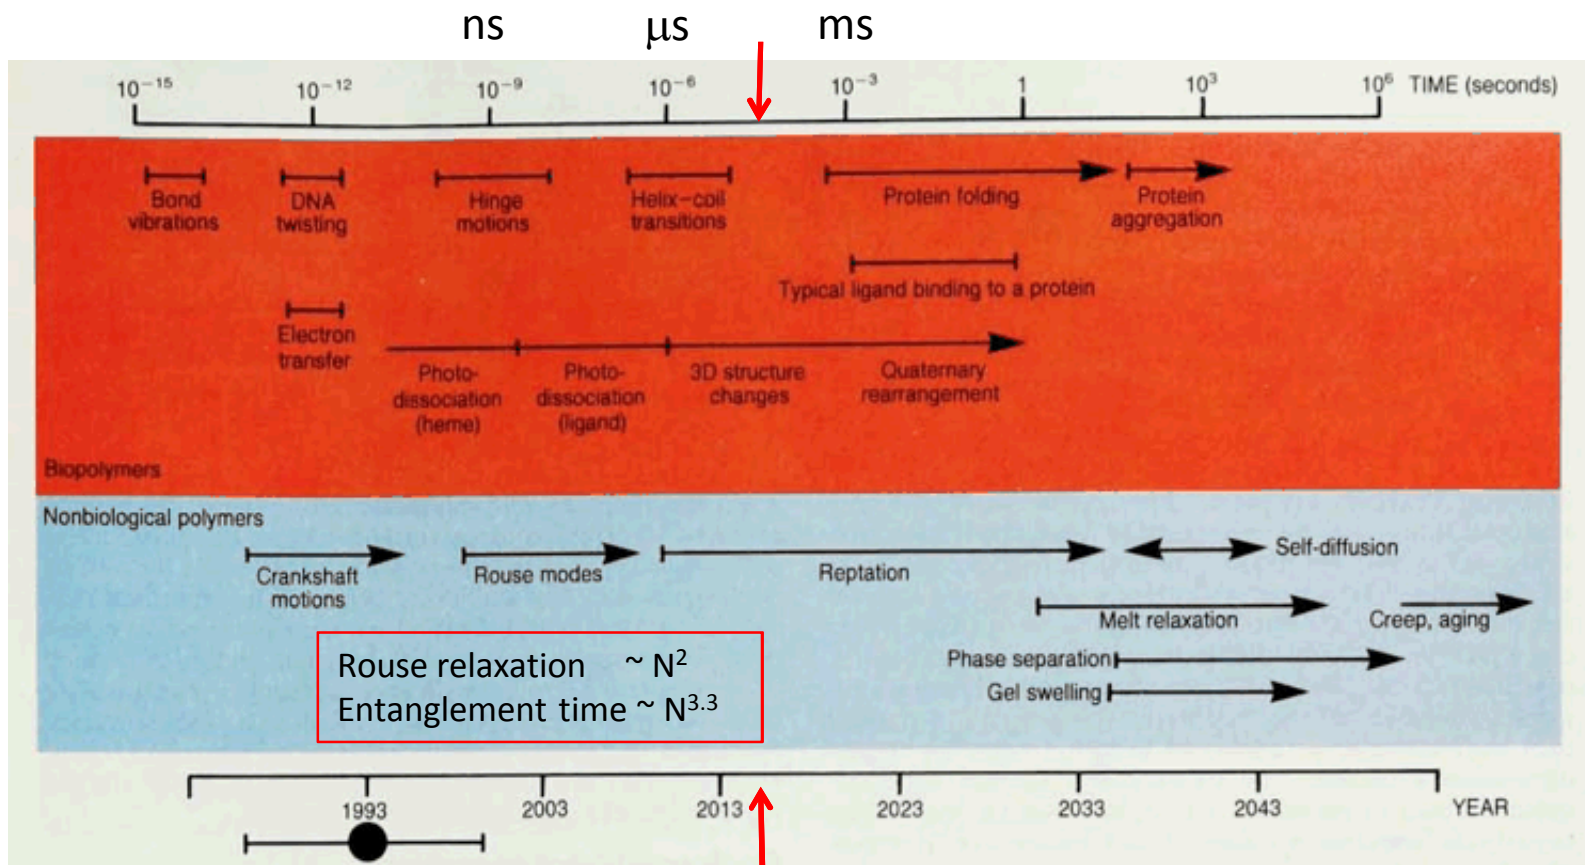 ns μs ms
10⁻¹⁵ 10⁻¹² 10⁻⁹ 10⁻⁶ 10⁻³ 1 10³ 10⁶ TIME (seconds)
Bond
vibrations
DNA
twisting
Hinge
motions
Helix–coil
transitions
Protein folding
Protein
aggregation
Typical ligand binding to a protein
Electron
transfer
Photo-
dissociation
(heme)
Photo-
dissociation
(ligand)
3D structure
changes
Quaternary
rearrangement
Biopolymers
Nonbiological polymers
Crankshaft
motions
Rouse modes
Reptation
Self-diffusion
Melt relaxation
Creep, aging
Phase separation
Gel swelling
Rouse relaxation ~ N²
Entanglement time ~ N³·³
1993 2003 2013 2023 2033 2043 YEAR